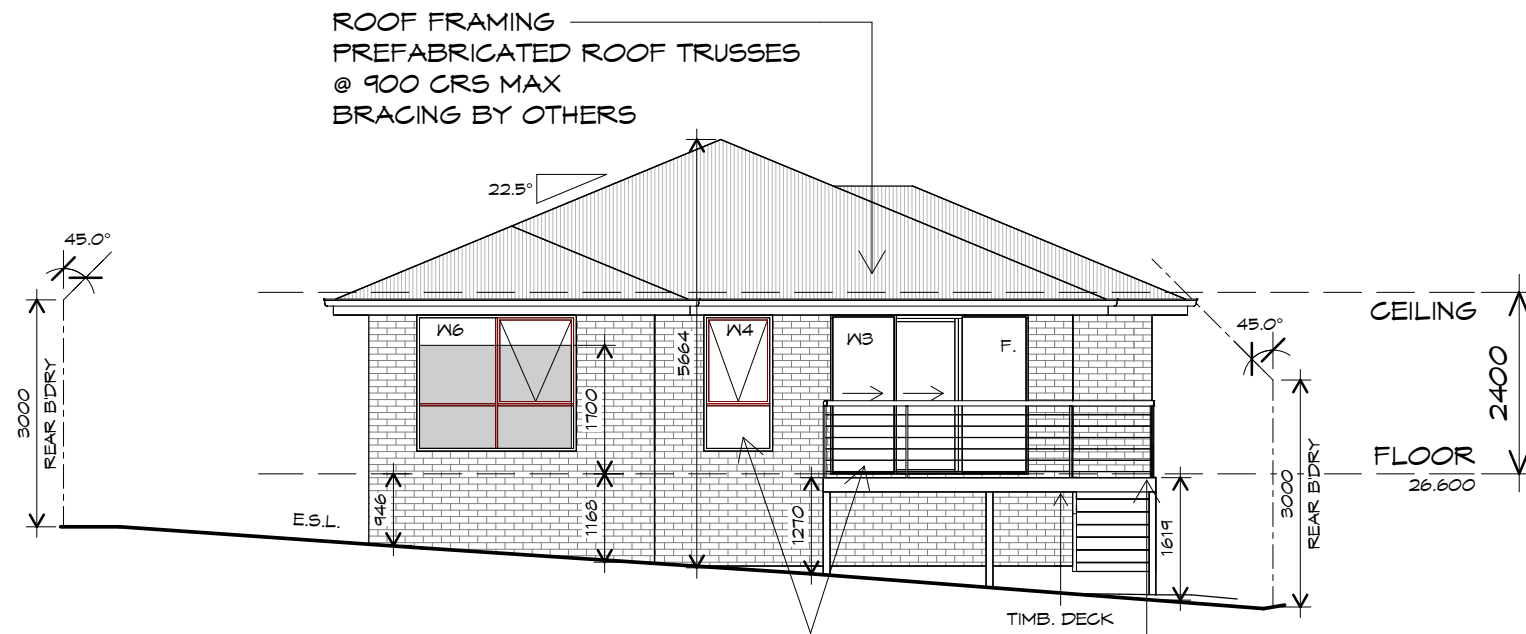 ROOF FRAMING
PREFABRICATED ROOF TRUSSES
@ 900 CRS MAX
BRACING BY OTHERS
22.5°
45.0°
CEILING
45.0°
W6
W4
W3
F.
5664
3000
REAR B'DRY
1700
2400
FLOOR
26.600
3000
REAR B'DRY
E.S.L.
946
1168
1270
1619
TIMB. DECK